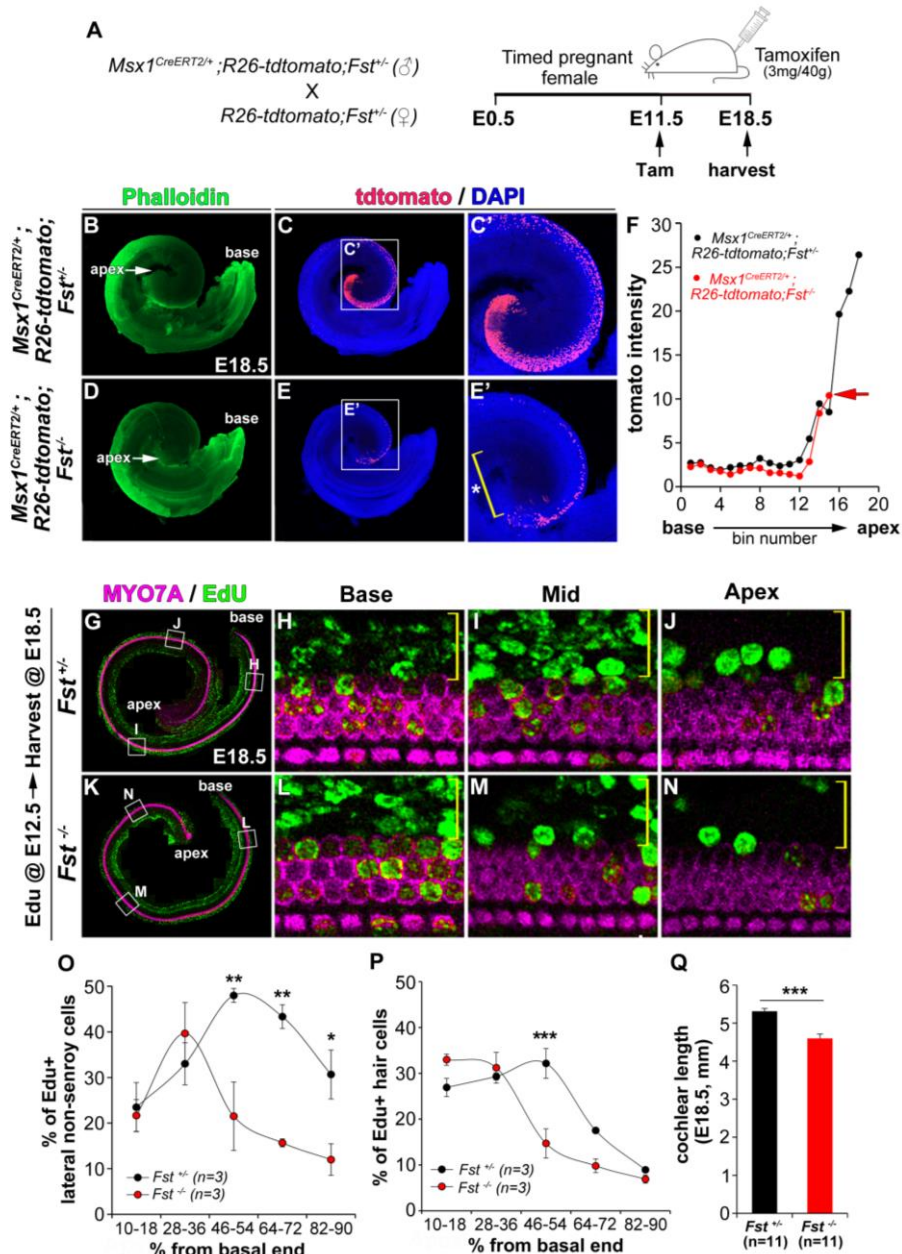 A
Msx1CreERT2/+;R26-tdtomato;Fst+/- (♂)
X
R26-tdtomato;Fst+/- (♀)
Timed pregnant
female
Tamoxifen
(3mg/40g)
E0.5 E11.5 E18.5
Tam harvest
Phalloidin tdtomato / DAPI
Msx1CreERT2/+;
R26-tdtomato;
Fst+/-
B
apex
base
E18.5
C
C'
C'
Msx1CreERT2/+;
R26-tdtomato;
Fst-/-
D
apex
base
E
E'
E'
*
F
Msx1CreERT2/+;
R26-tdtomato;Fst+/-
Msx1CreERT2/+;
R26-tdtomato;Fst-/-
tomato intensity
30
25
20
15
10
5
0
0 4 8 12 16 20
base bin number apex
MYO7A / EdU Base Mid Apex
Edu @ E12.5 Harvest @ E18.5
Fst+/-
G
J
base
H
apex
I
E18.5
H
I
J
Fst -/-
K
N
base
L
apex
M
L
M
N
O
% of Edu+
lateral non-senroy cells
50
40
30
20
10
0
** ** *
Fst +/- (n=3)
Fst -/- (n=3)
10-18 28-36 46-54 64-72 82-90
% from basal end
P
% of Edu+ hair cells
50
40
30
20
10
0
***
Fst +/- (n=3)
Fst -/- (n=3)
10-18 28-36 46-54 64-72 82-90
% from basal end
Q
cochlear length
(E18.5, mm)
6
5
4
3
2
1
0
***
Fst +/- Fst -/-
(n=11) (n=11)